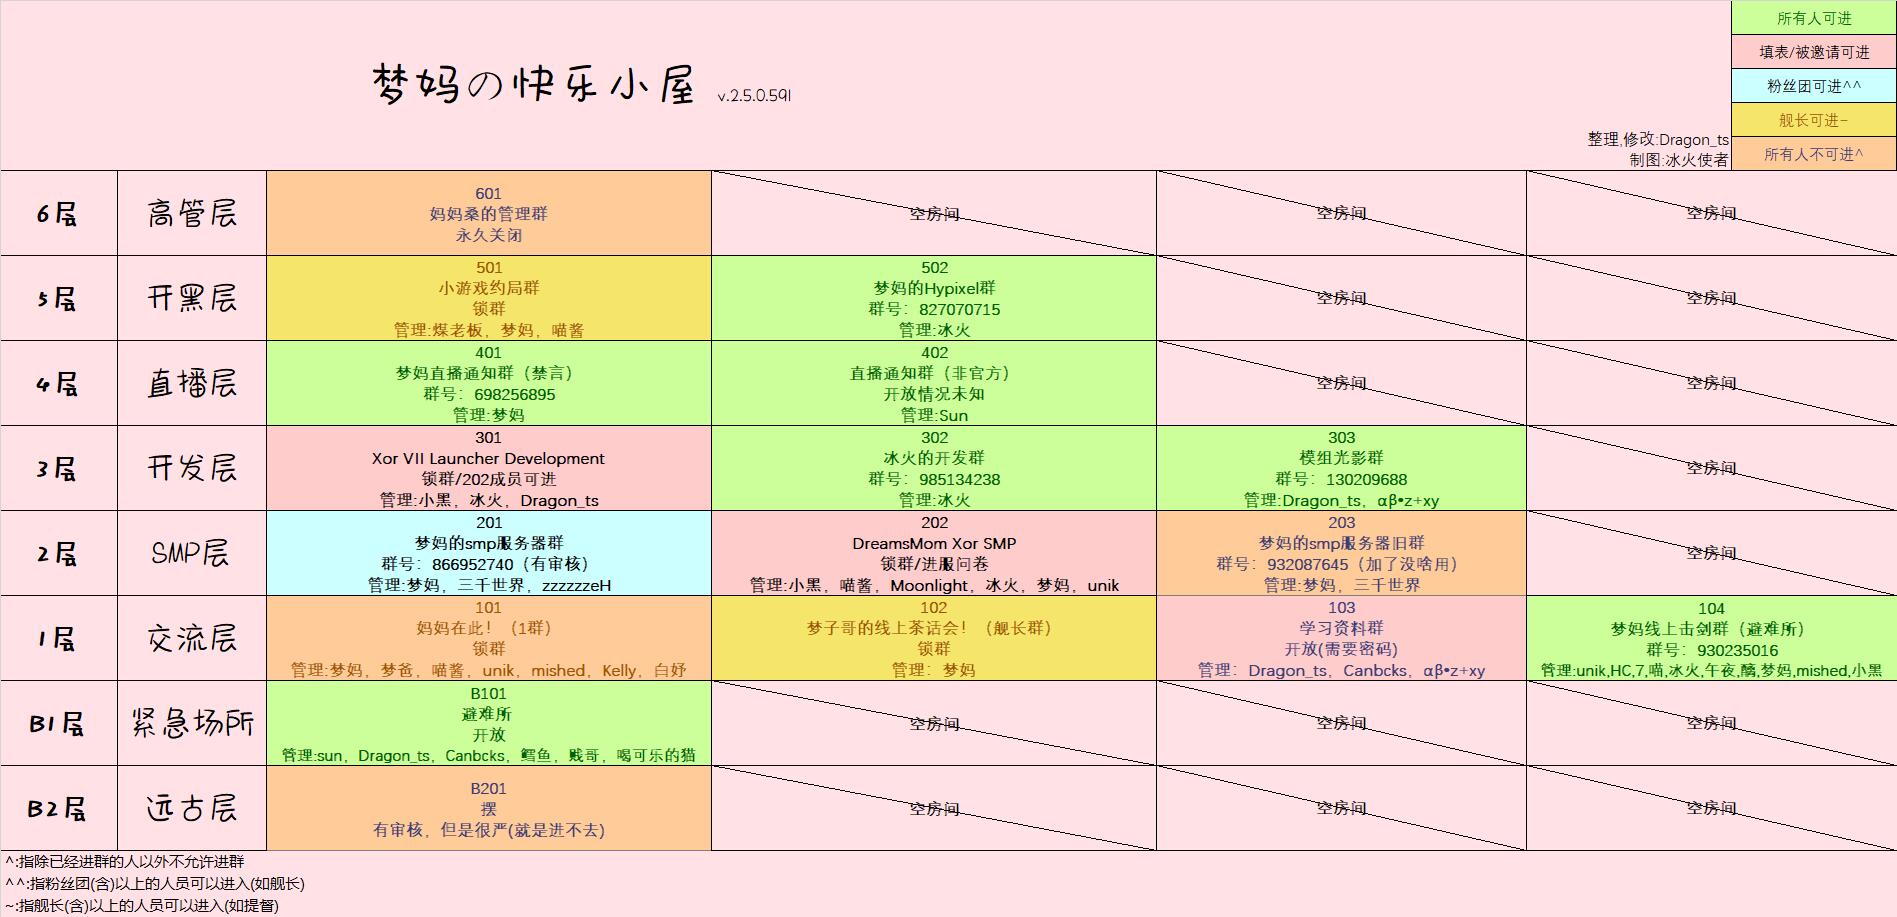 梦妈の快乐小屋 v.2.5.0.591
所有人可进
填表/被邀请可进
粉丝团可进^^
舰长可进~
所有人不可进^
整理,修改:Dragon_ts
制图:冰火使者
6层
高管层
601
妈妈桑的管理群
永久关闭
空房间
空房间
空房间
5层
开黑层
501
小游戏约局群
锁群
管理:煤老板，梦妈，喵酱
502
梦妈的Hypixel群
群号：827070715
管理:冰火
空房间
空房间
4层
直播层
401
梦妈直播通知群（禁言）
群号：698256895
管理:梦妈
402
直播通知群（非官方）
开放情况未知
管理:Sun
空房间
空房间
3层
开发层
301
Xor VII Launcher Development
锁群/202成员可进
管理:小黑，冰火，Dragon_ts
302
冰火的开发群
群号：985134238
管理:冰火
303
模组光影群
群号：130209688
管理:Dragon_ts，αβ•z+xy
空房间
2层
SMP层
201
梦妈的smp服务器群
群号：866952740（有审核）
管理:梦妈，三千世界，zzzzzzeH
202
DreamsMom Xor SMP
锁群/进服问卷
管理:小黑，喵酱，Moonlight，冰火，梦妈，unik
203
梦妈的smp服务器旧群
群号：932087645（加了没啥用）
管理:梦妈，三千世界
空房间
1层
交流层
101
妈妈在此！（1群）
锁群
管理:梦妈，梦爸，喵酱，unik，mished，Kelly，白妤
102
梦子哥的线上茶话会！（舰长群）
锁群
管理：梦妈
103
学习资料群
开放(需要密码)
管理：Dragon_ts，Canbcks，αβ•z+xy
104
梦妈线上击剑群（避难所）
群号：930235016
管理:unik,HC,7,喵,冰火,午夜,醨,梦妈,mished,小黑
B1层
紧急场所
B101
避难所
开放
管理:sun，Dragon_ts，Canbcks，鳕鱼，贱哥，喝可乐的猫
空房间
空房间
空房间
B2层
远古层
B201
摆
有审核，但是很严(就是进不去)
空房间
空房间
空房间
^:指除已经进群的人以外不允许进群
^^:指粉丝团(含)以上的人员可以进入(如舰长)
~:指舰长(含)以上的人员可以进入(如提督)